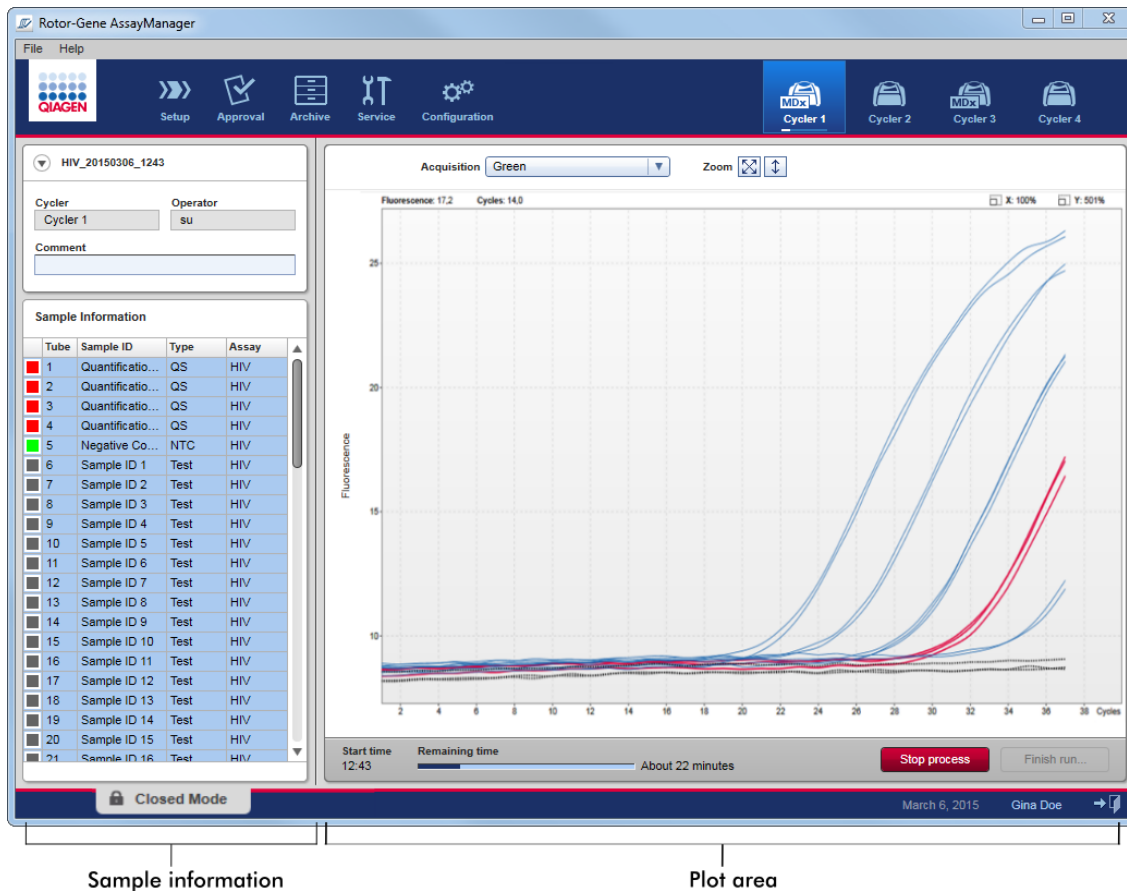 Rotor-Gene AssayManager
File Help
QIAGEN
Setup Approval Archive Service Configuration
MDx MDx
Cycler 1 Cycler 2 Cycler 3 Cycler 4
HIV_20150306_1243
Cycler Operator
Cycler 1 su
Comment
Acquisition Green Zoom
Fluorescence: 17,2 Cycles: 14,0 X: 100% Y: 501%
25
20
15
10
Fluorescence
2 4 6 8 10 12 14 16 18 20 22 24 26 28 30 32 34 36 38 Cycles
Sample Information
Tube Sample ID Type Assay
1 Quantificatio... QS HIV
2 Quantificatio... QS HIV
3 Quantificatio... QS HIV
4 Quantificatio... QS HIV
5 Negative Co... NTC HIV
6 Sample ID 1 Test HIV
7 Sample ID 2 Test HIV
8 Sample ID 3 Test HIV
9 Sample ID 4 Test HIV
10 Sample ID 5 Test HIV
11 Sample ID 6 Test HIV
12 Sample ID 7 Test HIV
13 Sample ID 8 Test HIV
14 Sample ID 9 Test HIV
15 Sample ID 10 Test HIV
16 Sample ID 11 Test HIV
17 Sample ID 12 Test HIV
18 Sample ID 13 Test HIV
19 Sample ID 14 Test HIV
20 Sample ID 15 Test HIV
21 Sample ID 16 Test HIV
Start time Remaining time
12:43 About 22 minutes
Stop process Finish run...
Closed Mode
March 6, 2015 Gina Doe
Sample information Plot area